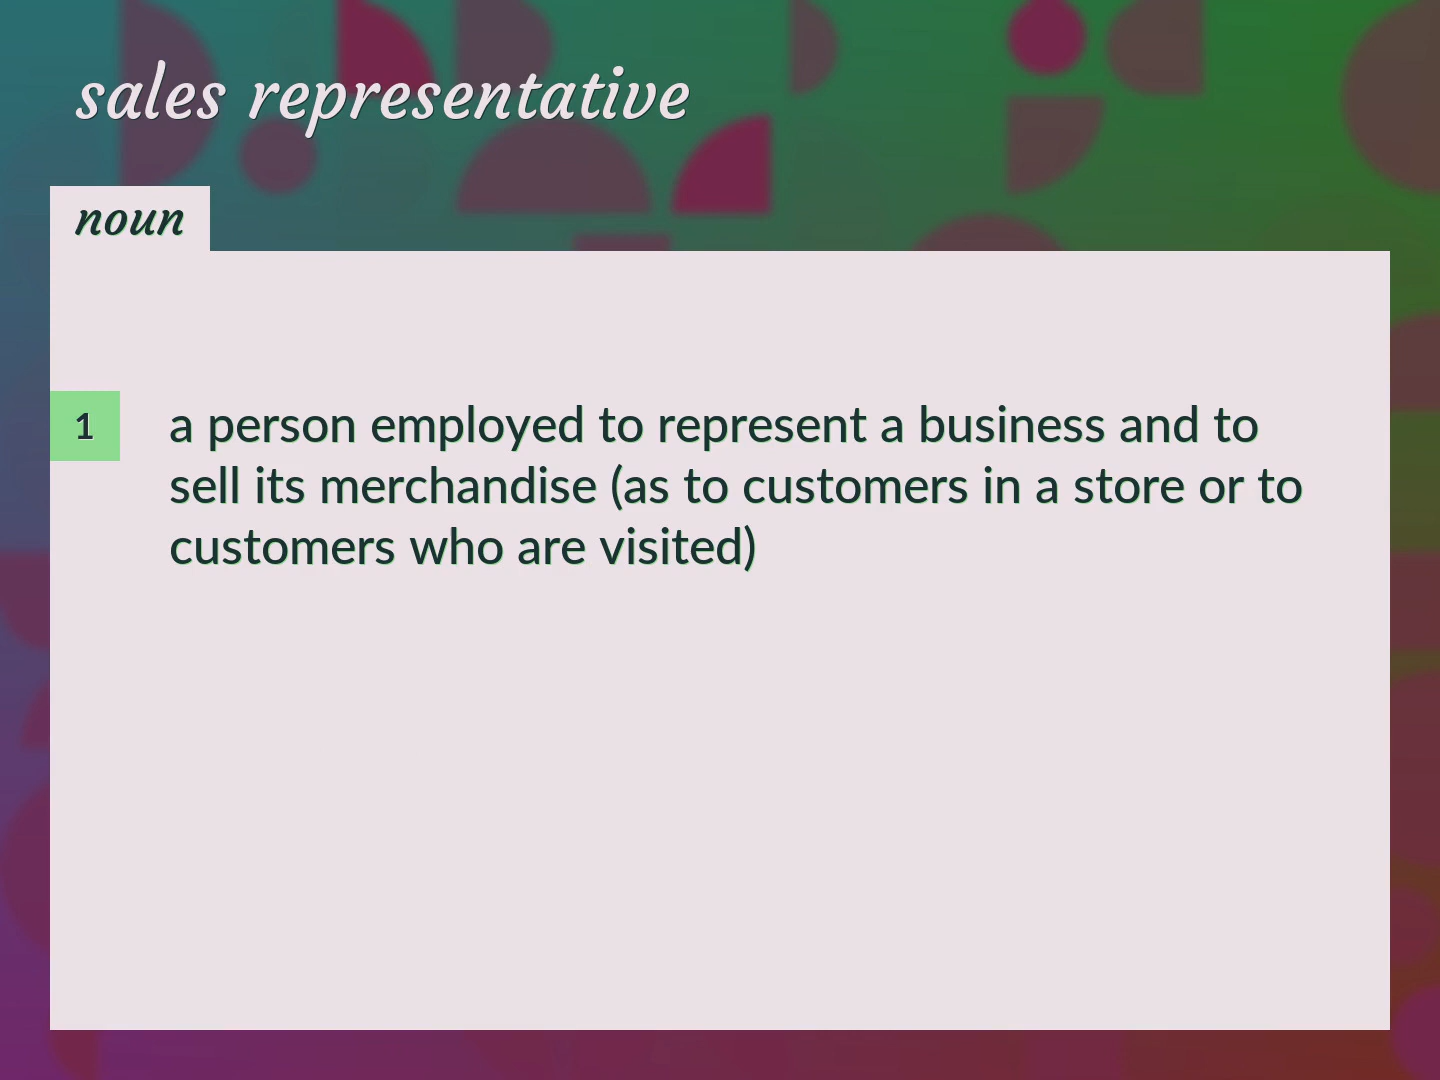 sales representative
noun
1
a person employed to represent a business and to
sell its merchandise (as to customers in a store or to
customers who are visited)